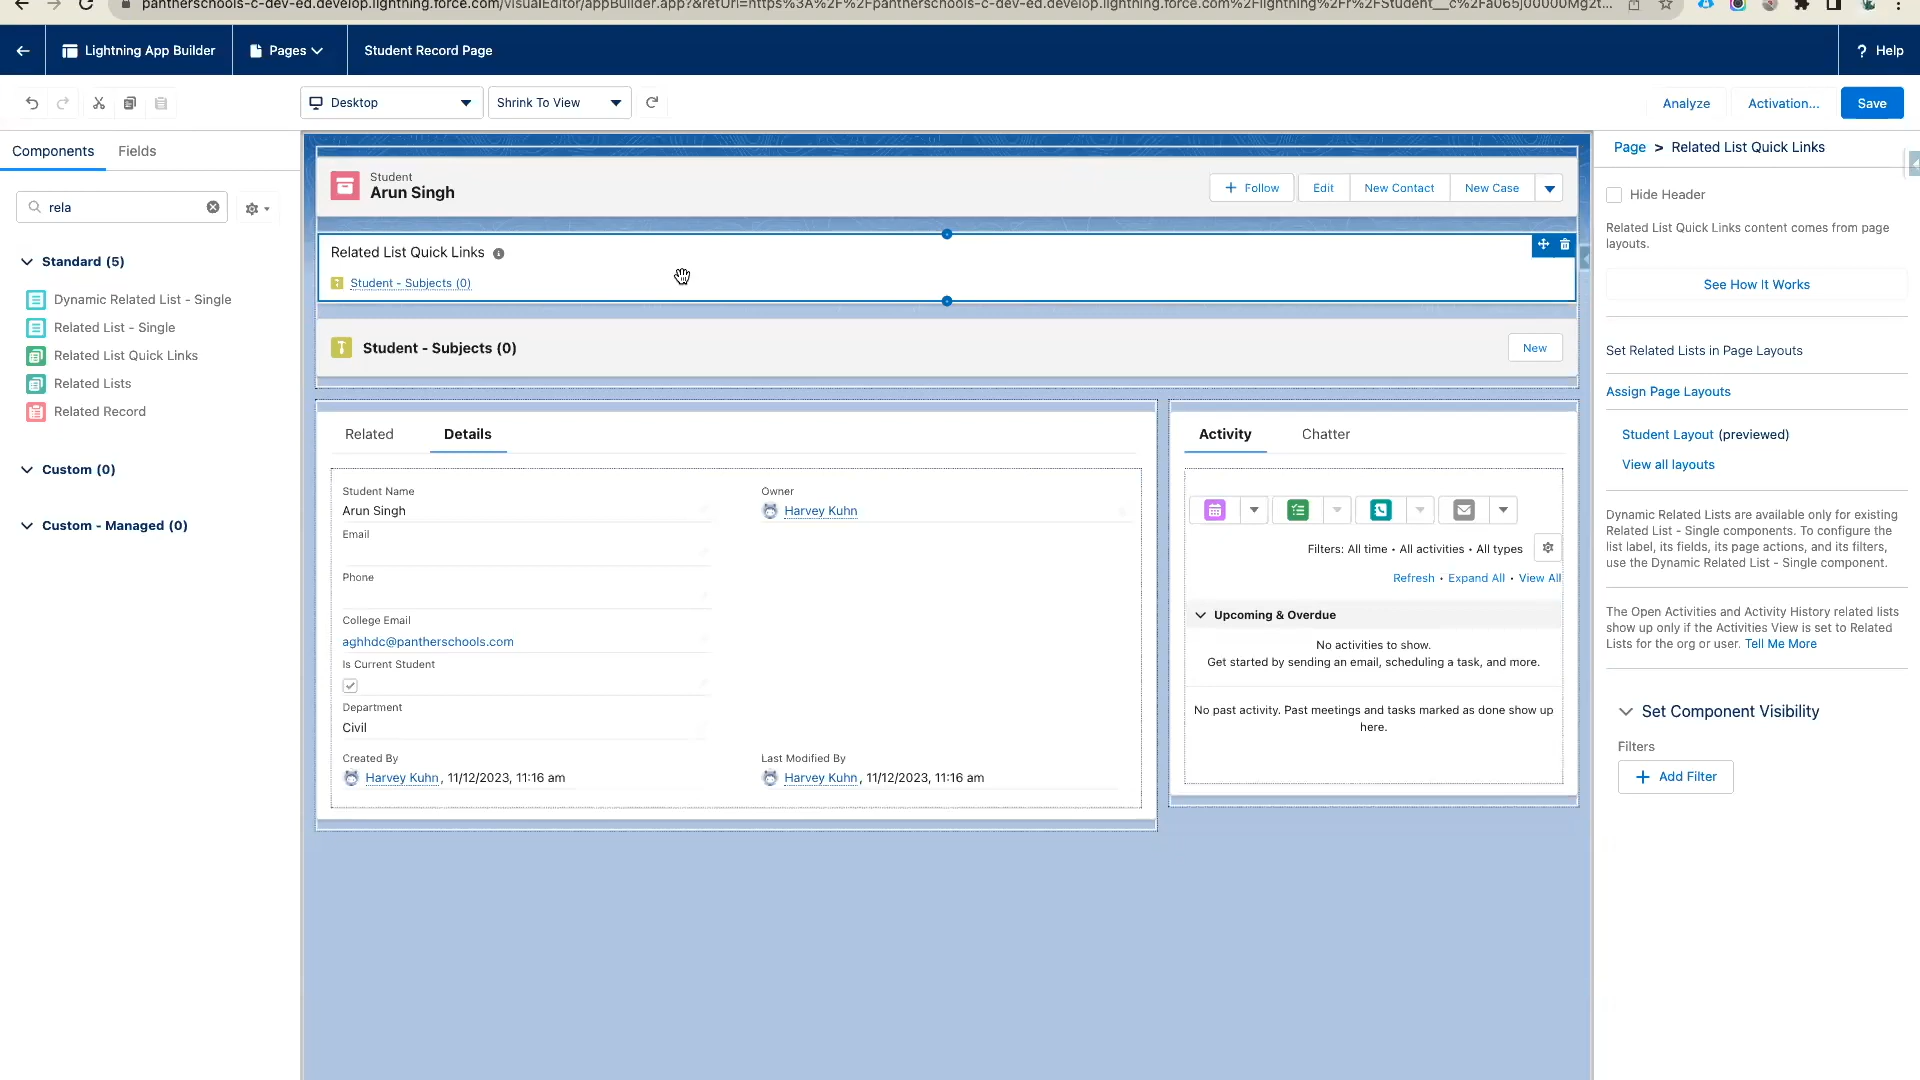 pantherschools-c-dev-ed.develop.lightning.force.com/visualEditor/appBuilder.app?&retUrl=https%3A%2F%2Fpantherschools-c-dev-ed.develop.lightning.force.com%2Flightning%2Fr%2FStudent__c%2Fa065j00000Mg2t...
Lightning App Builder
Pages
Student Record Page
? Help
Desktop
Shrink To View
Analyze
Activation...
Save
Components
Fields
rela
Standard (5)
Dynamic Related List - Single
Related List - Single
Related List Quick Links
Related Lists
Related Record
Custom (0)
Custom - Managed (0)
Student
Arun Singh
Follow
Edit
New Contact
New Case
Related List Quick Links
Student - Subjects (0)
Student - Subjects (0)
New
Related
Details
Student Name
Arun Singh
Owner
Harvey Kuhn
Email
Phone
College Email
aghhdc@pantherschools.com
Is Current Student
Department
Civil
Created By
Harvey Kuhn, 11/12/2023, 11:16 am
Last Modified By
Harvey Kuhn, 11/12/2023, 11:16 am
Activity
Chatter
Filters: All time • All activities • All types
Refresh • Expand All • View All
Upcoming & Overdue
No activities to show.
Get started by sending an email, scheduling a task, and more.
No past activity. Past meetings and tasks marked as done show up
here.
Page > Related List Quick Links
Hide Header
Related List Quick Links content comes from page
layouts.
See How It Works
Set Related Lists in Page Layouts
Assign Page Layouts
Student Layout (previewed)
View all layouts
Dynamic Related Lists are available only for existing
Related List - Single components. To configure the
list label, its fields, its page actions, and its filters,
use the Dynamic Related List - Single component.
The Open Activities and Activity History related lists
show up only if the Activities View is set to Related
Lists for the org or user. Tell Me More
Set Component Visibility
Filters
Add Filter